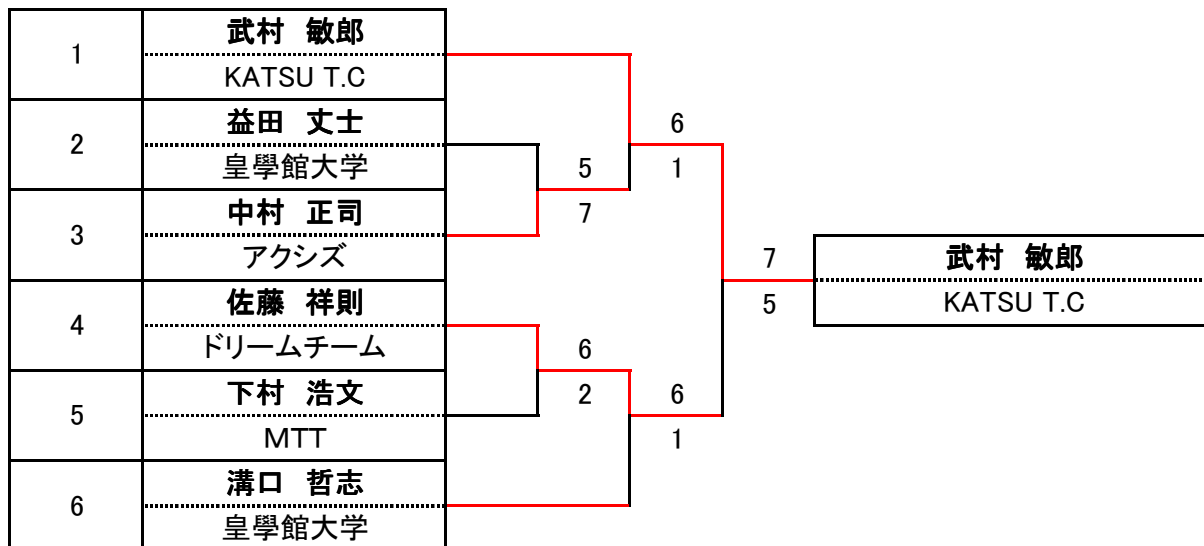 1
武村 敏郎
KATSU T.C
2
益田 丈士
皇學館大学
3
中村 正司
アクシズ
4
佐藤 祥則
ドリームチーム
5
下村 浩文
MTT
6
溝口 哲志
皇學館大学
5
7
6
2
6
1
6
1
7
5
武村 敏郎
KATSU T.C